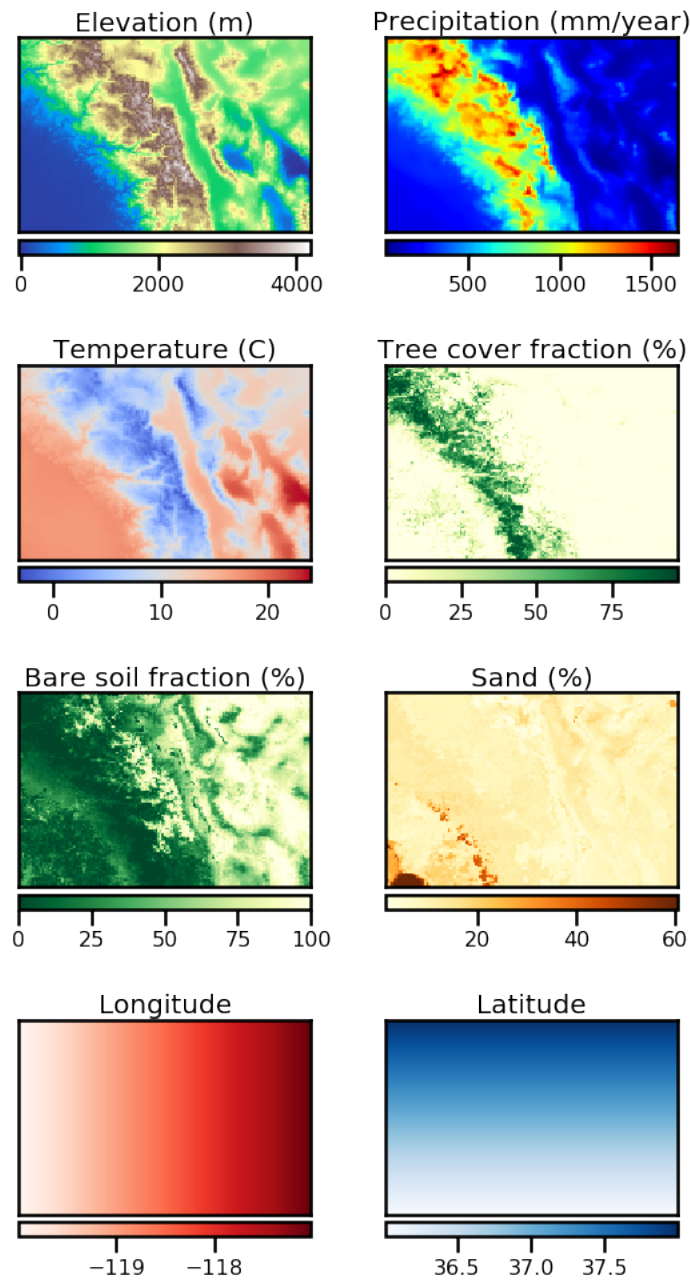 Elevation (m) Precipitation (mm/year)
0 2000 4000 500 1000 1500
Temperature (C) Tree cover fraction (%)
0 10 20 0 25 50 75
Bare soil fraction (%) Sand (%)
0 25 50 75 100 20 40 60
Longitude Latitude
−119 −118 36.5 37.0 37.5